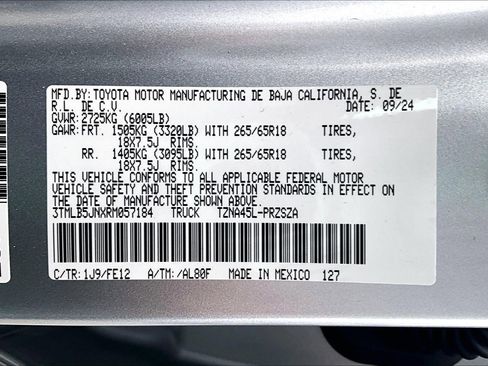 MFD.BY: TOYOTA MOTOR MANUFACTURING DE BAJA CALIFORNIA, S. DE
R.L. DE C.V. DATE: 09/24
GVWR: 2725KG (6005LB)
GAWR: FRT. 1505KG (3320LB) WITH 265/65R18 TIRES,
18X7.5J RIMS.
RR. 1405KG (3095LB) WITH 265/65R18 TIRES,
18X7.5J RIMS.
THIS VEHICLE CONFORMS TO ALL APPLICABLE FEDERAL MOTOR
VEHICLE SAFETY AND THEFT PREVENTION STANDARDS IN EFFECT
ON THE DATE OF MANUFACTURE SHOWN ABOVE.
3TMLB5JNXRM057184 TRUCK TZNA45L-PRZSZA
C/TR: 1J9/FE12 A/TM: /AL80F MADE IN MEXICO 127